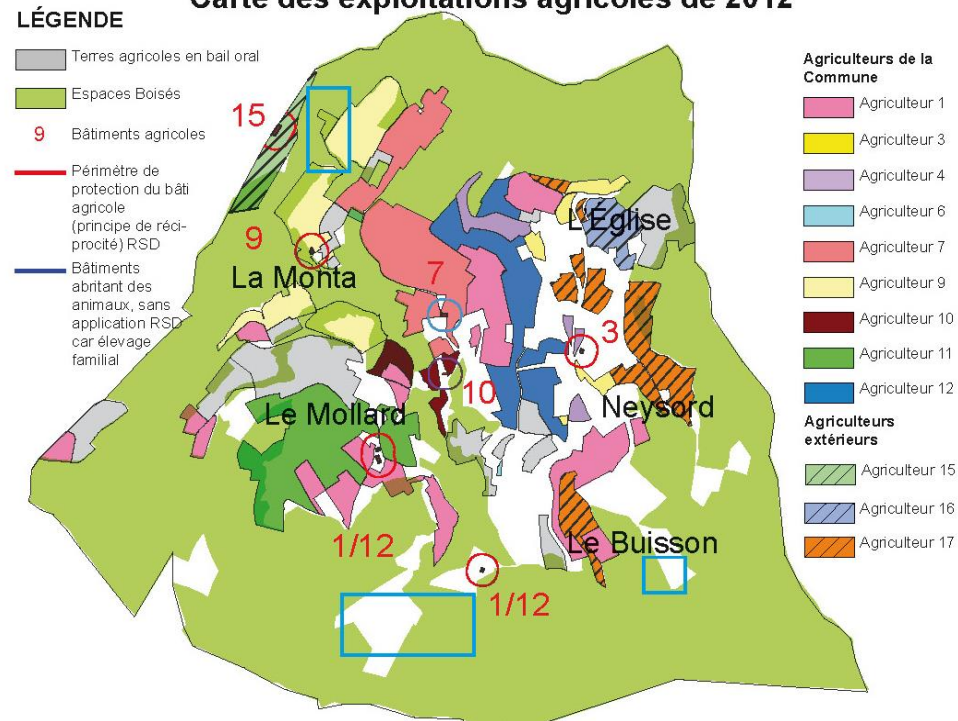 Carte des exploitations agricoles de 2012
LÉGENDE
Terres agricoles en bail oral
Espaces Boisés
9 Bâtiments agricoles
Périmètre de
protection du bâti
agricole
(principe de réci-
procité) RSD
Bâtiments
abritant des
animaux, sans
application RSD
car élevage
familial
15
9
La Monta
7
L'Église
3
10
Neysord
Le Mollard
1/12
Le Buisson
1/12
Agriculteurs de la
Commune
Agriculteur 1
Agriculteur 3
Agriculteur 4
Agriculteur 6
Agriculteur 7
Agriculteur 9
Agriculteur 10
Agriculteur 11
Agriculteur 12
Agriculteurs
extérieurs
Agriculteur 15
Agriculteur 16
Agriculteur 17